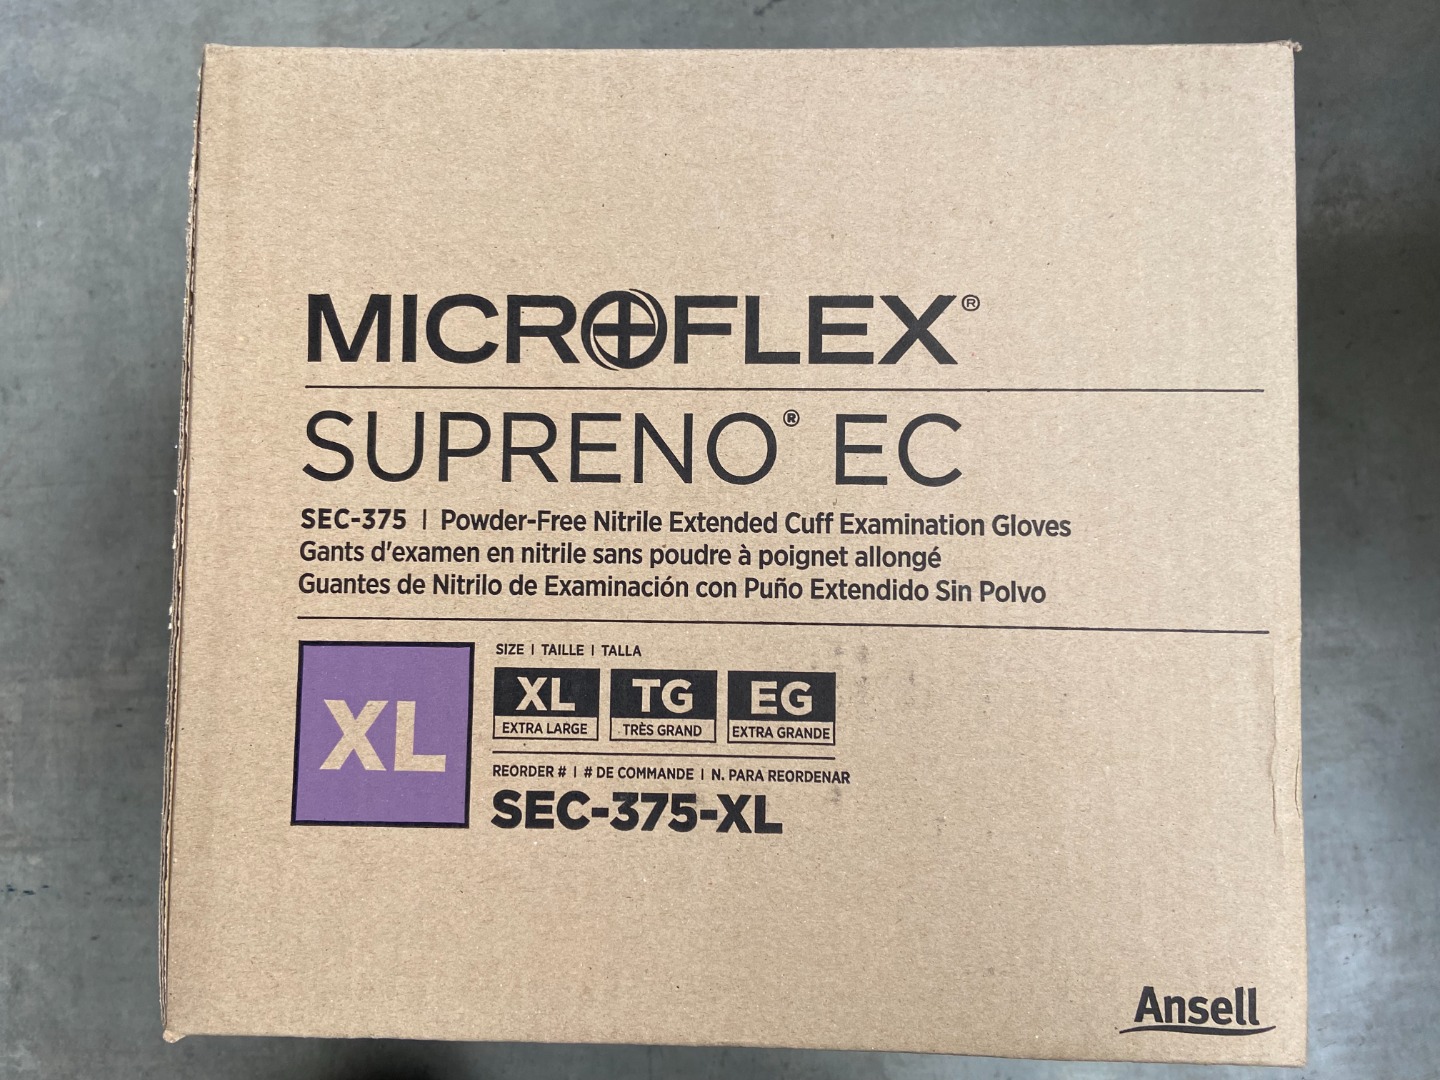 MICROFLEX®
SUPRENO® EC
SEC-375 | Powder-Free Nitrile Extended Cuff Examination Gloves
Gants d'examen en nitrile sans poudre à poignet allongé
Guantes de Nitrilo de Examinación con Puño Extendido Sin Polvo
XL
SIZE | TAILLE | TALLA
XL TG EG
EXTRA LARGE TRÈS GRAND EXTRA GRANDE
REORDER # | # DE COMMANDE | N. PARA REORDENAR
SEC-375-XL
Ansell